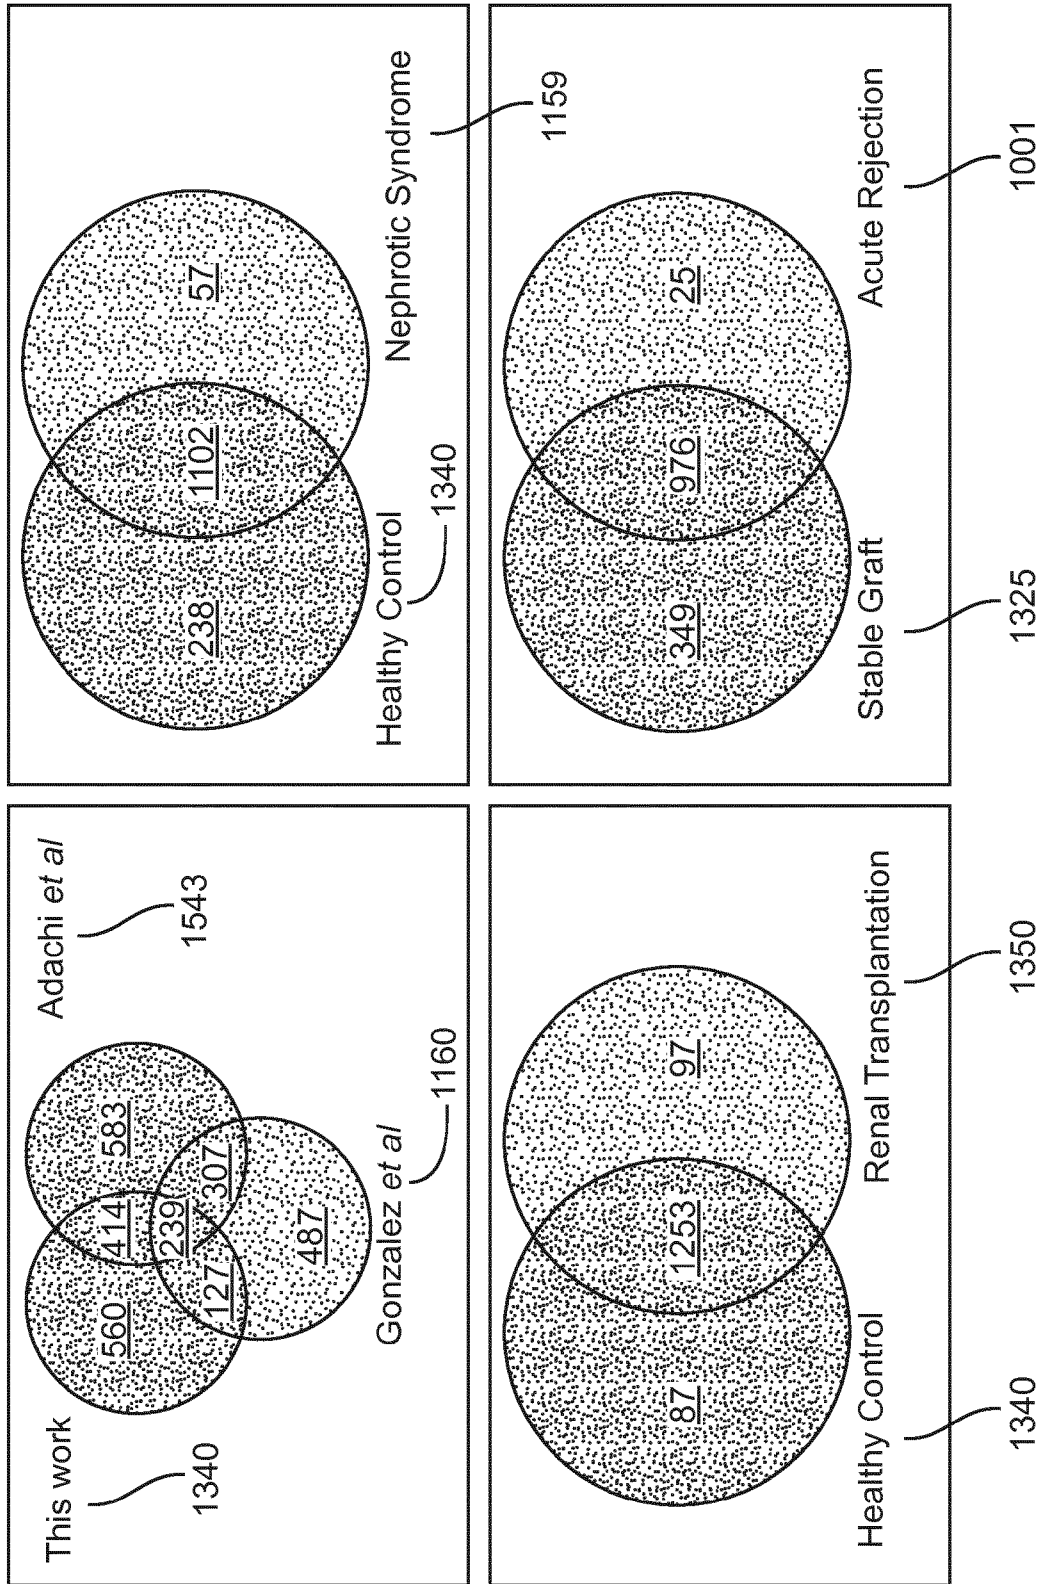 This work
1340
Adachi et al
1543
560
414
583
239
127
307
487
Gonzalez et al
1160
238
1102
57
Healthy Control
1340
Nephrotic Syndrome
1159
87
1253
97
Healthy Control
1340
Renal Transplantation
1350
349
976
25
Stable Graft
1325
Acute Rejection
1001